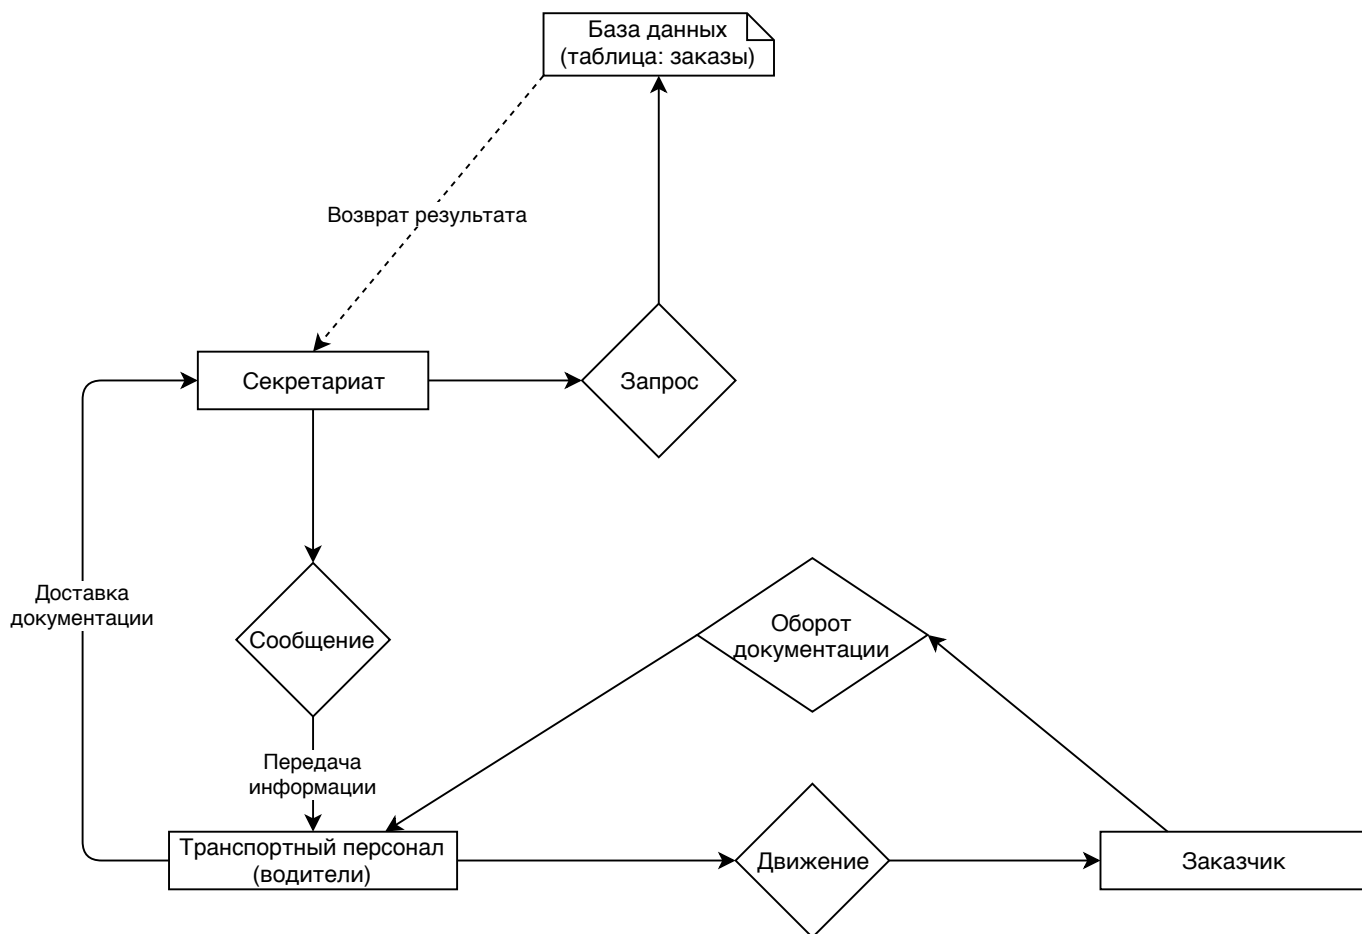 База данных
(таблица: заказы)
Возврат результата
Секретариат
Запрос
Доставка
документации
Сообщение
Оборот
документации
Передача
информации
Транспортный персонал
(водители)
Движение
Заказчик